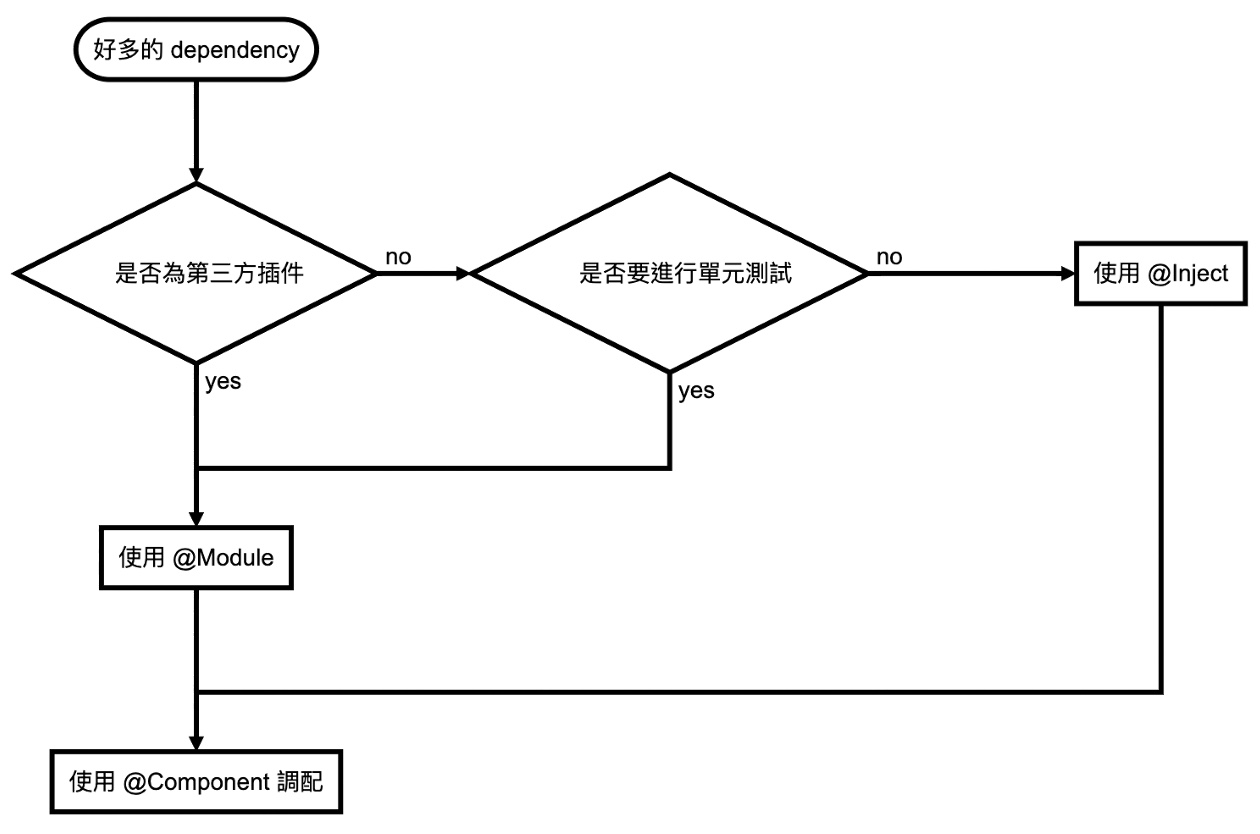 好多的 dependency
是否為第三方插件
no
是否要進行單元測試
no
使用 @Inject
yes
yes
使用 @Module
使用 @Component 調配